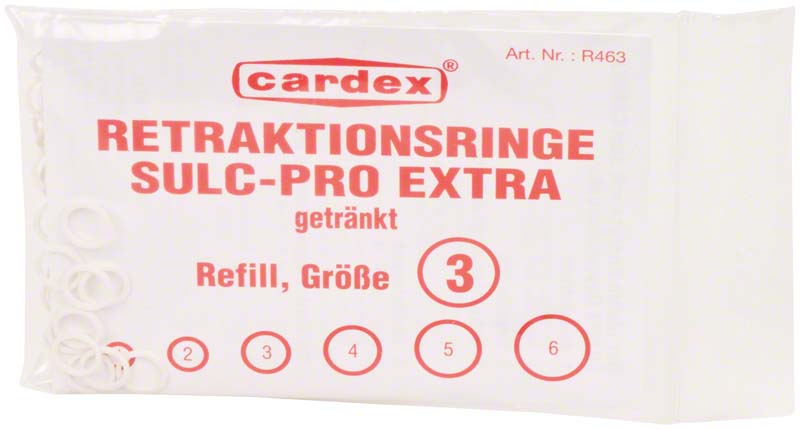 Art. Nr. : R463
cardex®
RETRAKTIONSRINGE
SULC-PRO EXTRA
getränkt
Refill, Größe 3
2 3 4 5 6